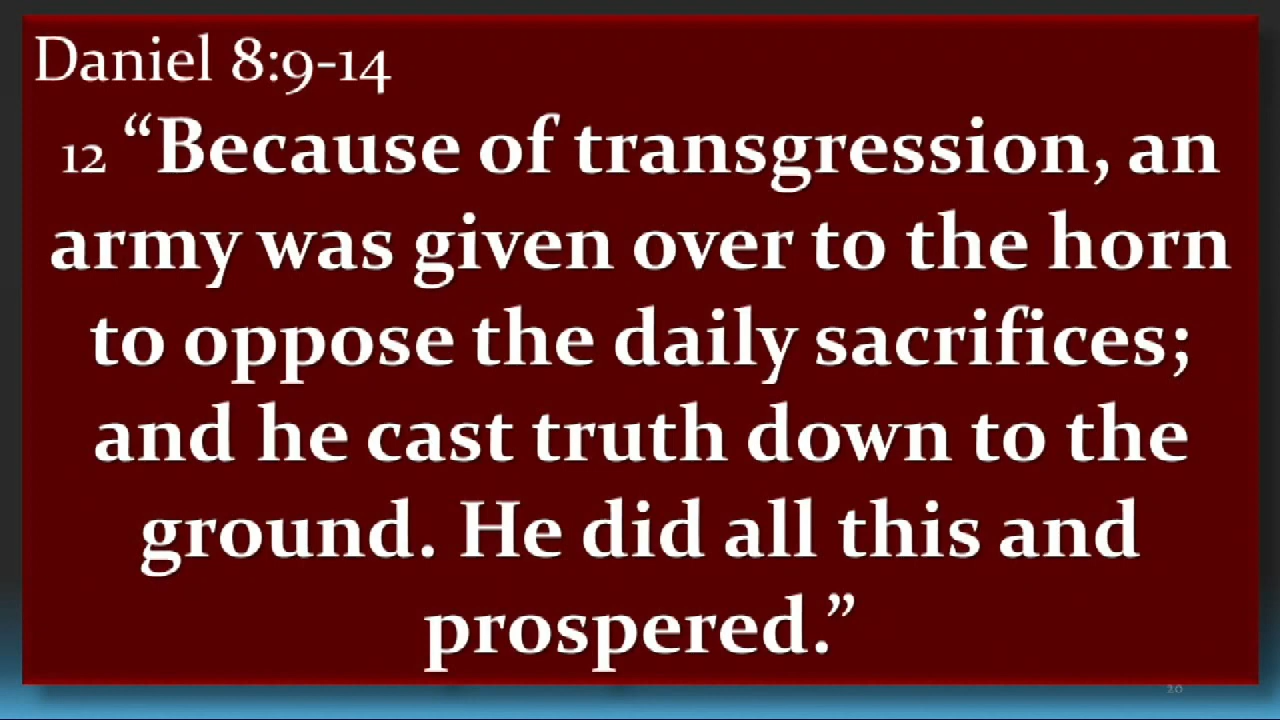 Daniel 8:9-14
12 “Because of transgression, an
army was given over to the horn
to oppose the daily sacrifices;
and he cast truth down to the
ground. He did all this and
prospered.”
20